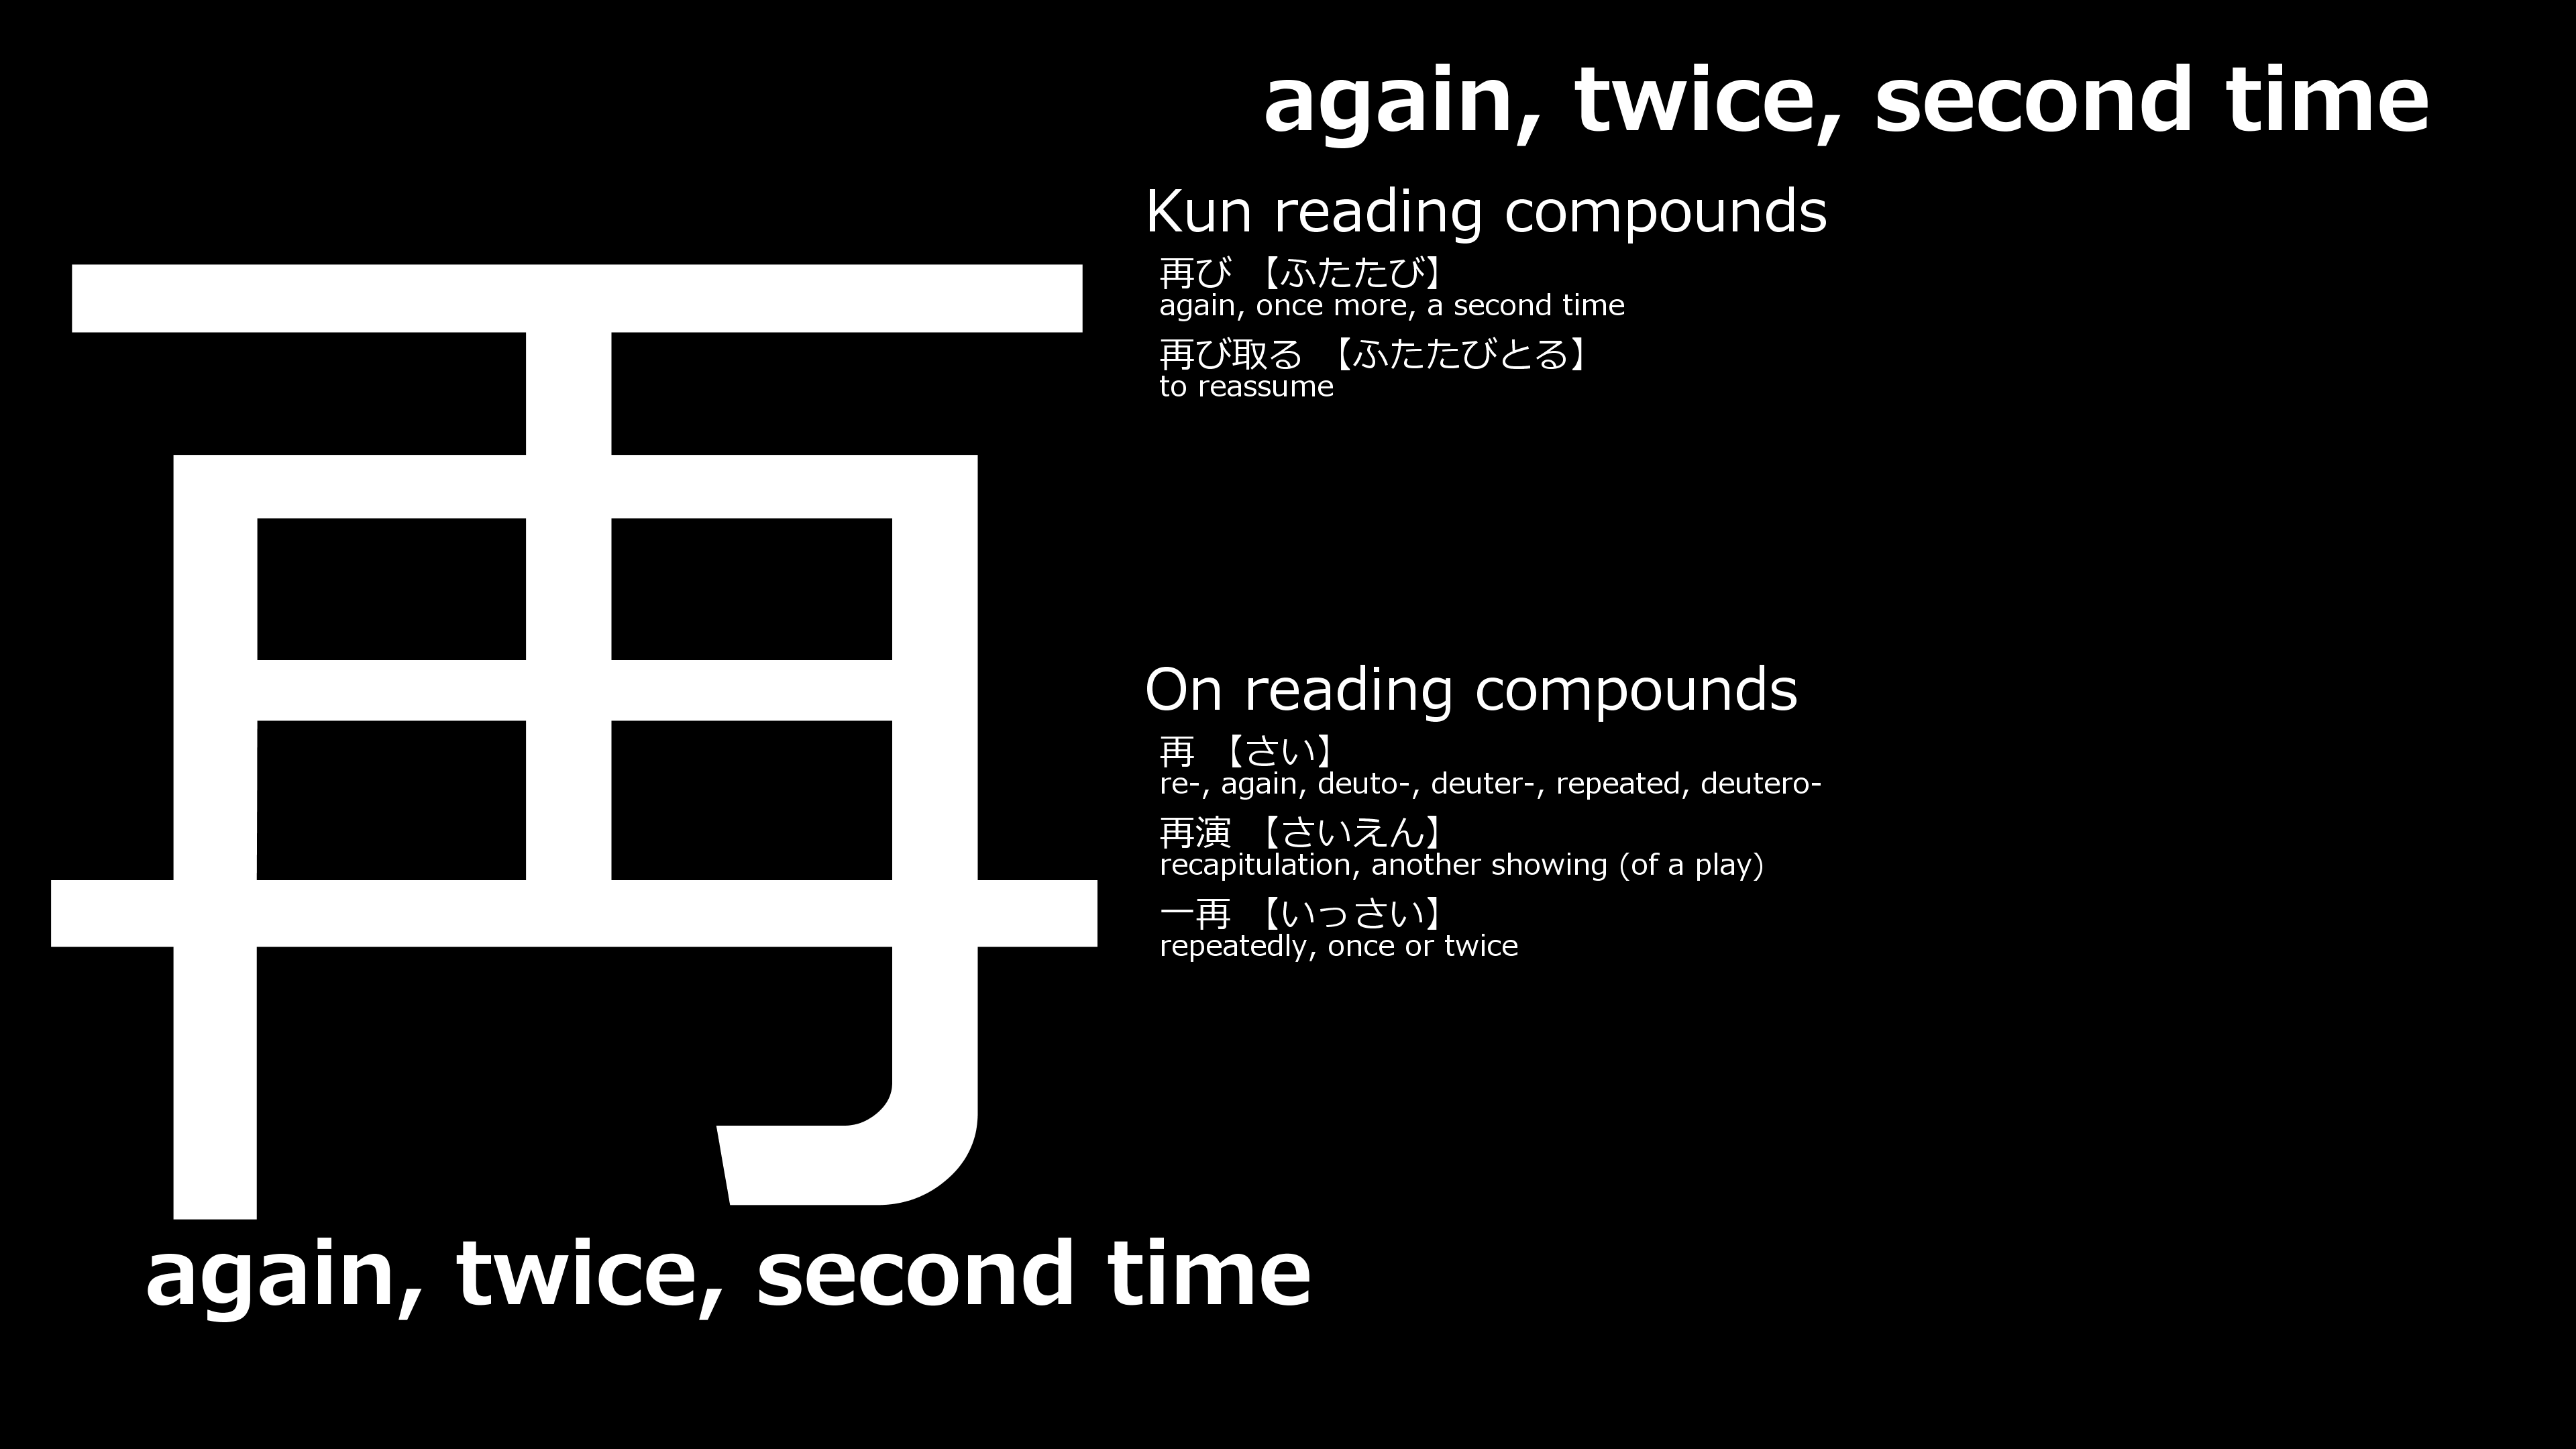 再
again, twice, second time
again, twice, second time
Kun reading compounds
再び 【ふたたび】
again, once more, a second time
再び取る 【ふたたびとる】
to reassume
On reading compounds
再 【さい】
re-, again, deuto-, deuter-, repeated, deutero-
再演 【さいえん】
recapitulation, another showing (of a play)
一再 【いっさい】
repeatedly, once or twice